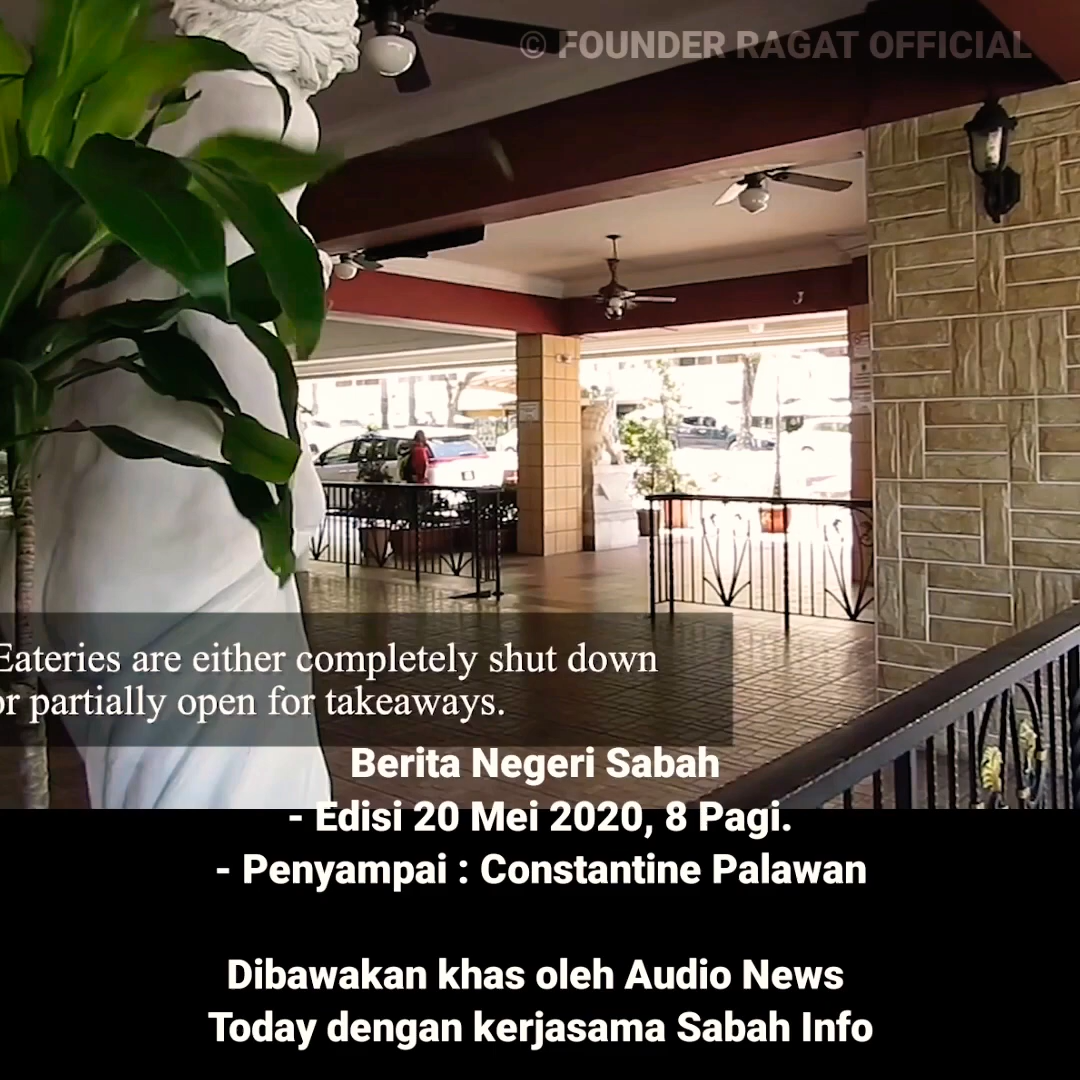 © FOUNDER RAGAT OFFICIAL
Eateries are either completely shut down
or partially open for takeaways.
Berita Negeri Sabah
- Edisi 20 Mei 2020, 8 Pagi.
- Penyampai : Constantine Palawan
Dibawakan khas oleh Audio News
Today dengan kerjasama Sabah Info